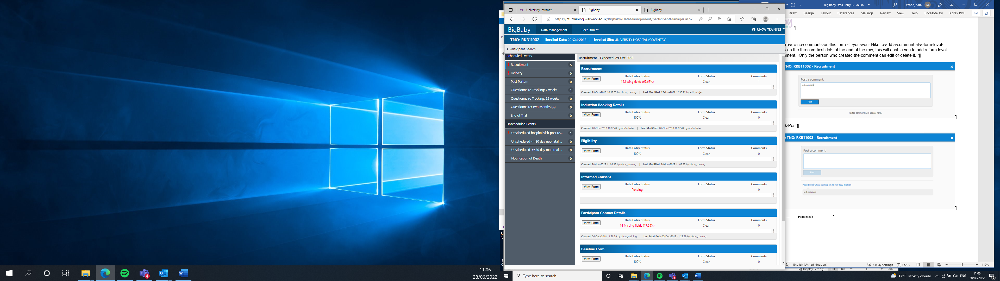 University Intranet
BigBaby
BigBaby
https://ctutraining.warwick.ac.uk/BigBaby/DataManagement/participantManager.aspx
BigBaby Data Management Recruitment UHCW_TRAINING
TNO: RKB11002 Enrolled Date: 29-Oct-2018 | Enrolled Site: UNIVERSITY HOSPITAL (COVENTRY)
Participant Search
Scheduled Events
Recruitment 5
Delivery 0
Post Partum 0
Questionnaire Tracking: 7 weeks 1
Questionnaire Tracking: 25 weeks 0
Questionnaire: Two Months (A) 0
End of Trial 0
Unscheduled Events
Unscheduled hospital visit post re... 1
Unscheduled <=30 day neonatal ... 0
Unscheduled <=30 day maternal ... 0
Notification of Death 0
Recruitment - Expected: 29-Oct-2018
Recruitment
Data Entry Status Form Status Comments
View Form
4 Missing fields (66.67%) Clean 1
Created: 29-Oct-2018 16:57:03 by uhcw_training | Last Modified: 27-Jun-2022 12:33:22 by ads\mhsjav
Induction Booking Details
Data Entry Status Form Status Comments
View Form
100% Clean 0
Created: 20-Nov-2018 18:02:49 by ads\mhsjav | Last Modified: 20-Nov-2018 18:02:49 by ads\mhsjav
Eligibility
Data Entry Status Form Status Comments
View Form
100% Clean 0
Created: 28-Jun-2022 11:03:35 by uhcw_training | Last Modified: 28-Jun-2022 11:03:35 by uhcw_training
Informed Consent
Data Entry Status Form Status Comments
View Form
Pending 0
Participant Contact Details
Data Entry Status Form Status Comments
View Form
14 Missing fields (17.65%) Clean 0
Created: 06-Dec-2018 11:28:29 by uhcw_training | Last Modified: 06-Dec-2018 11:28:29 by uhcw_training
Baseline Form
Data Entry Status Form Status Comments
View Form
100% Clean 0
Big Baby Data Entry Guidelin... Wood, Sara WS
Draw Design Layout References Mailings Review View Help EndNote X9 Kofax PDF
re are no comments on this form. If you would like to add a comment at a form level
on the three vertical dots at the end of the row, this will enable you to add a form level
ment. Only the person who created the comment can edit or delete it. ¶
TNO: RKB11002 - Recruitment
Post a comment:
test comment
Post
Posted comments will appear here...
¶
k Post¶
TNO: RKB11002 - Recruitment
Post a comment:
Post
Posted by uhcw_training on 28-Jun-2022 11:05:24
test comment
¶
Page Break ¶
English (United Kingdom) Display Settings Focus 110%
Display Settings 100%
4
11:06
28/06/2022
Type here to search
4
17°C Mostly cloudy ENG
11:06
28/06/2022